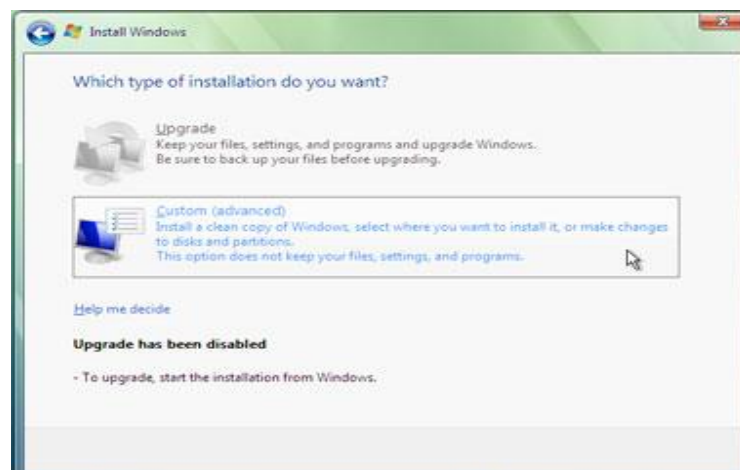 Install Windows
Which type of installation do you want?
Upgrade
Keep your files, settings, and programs and upgrade Windows.
Be sure to back up your files before upgrading.
Custom (advanced)
Install a clean copy of Windows, select where you want to install it, or make changes
to disks and partitions.
This option does not keep your files, settings, and programs.
Help me decide
Upgrade has been disabled
- To upgrade, start the installation from Windows.